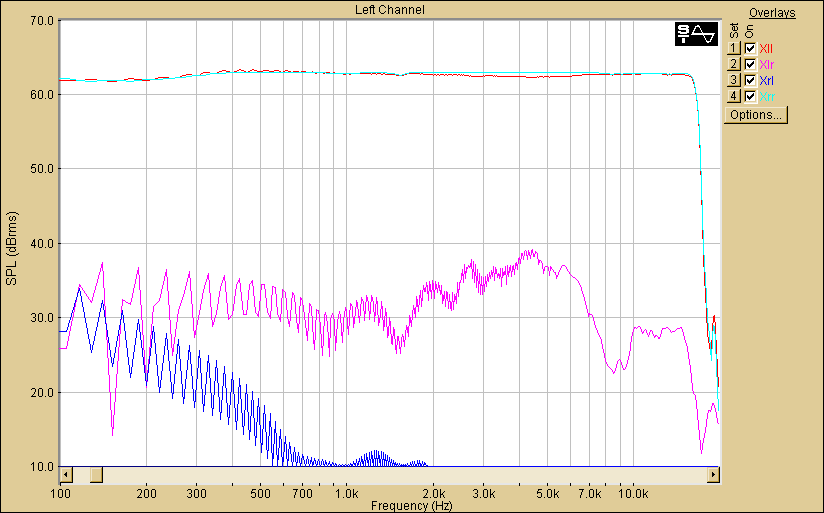 Left Channel
Overlays
Set On
1 Xll
2 Xlr
3 Xrl
4 Xrr
Options...
SPL (dBrms)
70.0
60.0
50.0
40.0
30.0
20.0
10.0
100 200 300 500 700 1.0k 2.0k 3.0k 5.0k 7.0k 10.0k
Frequency (Hz)